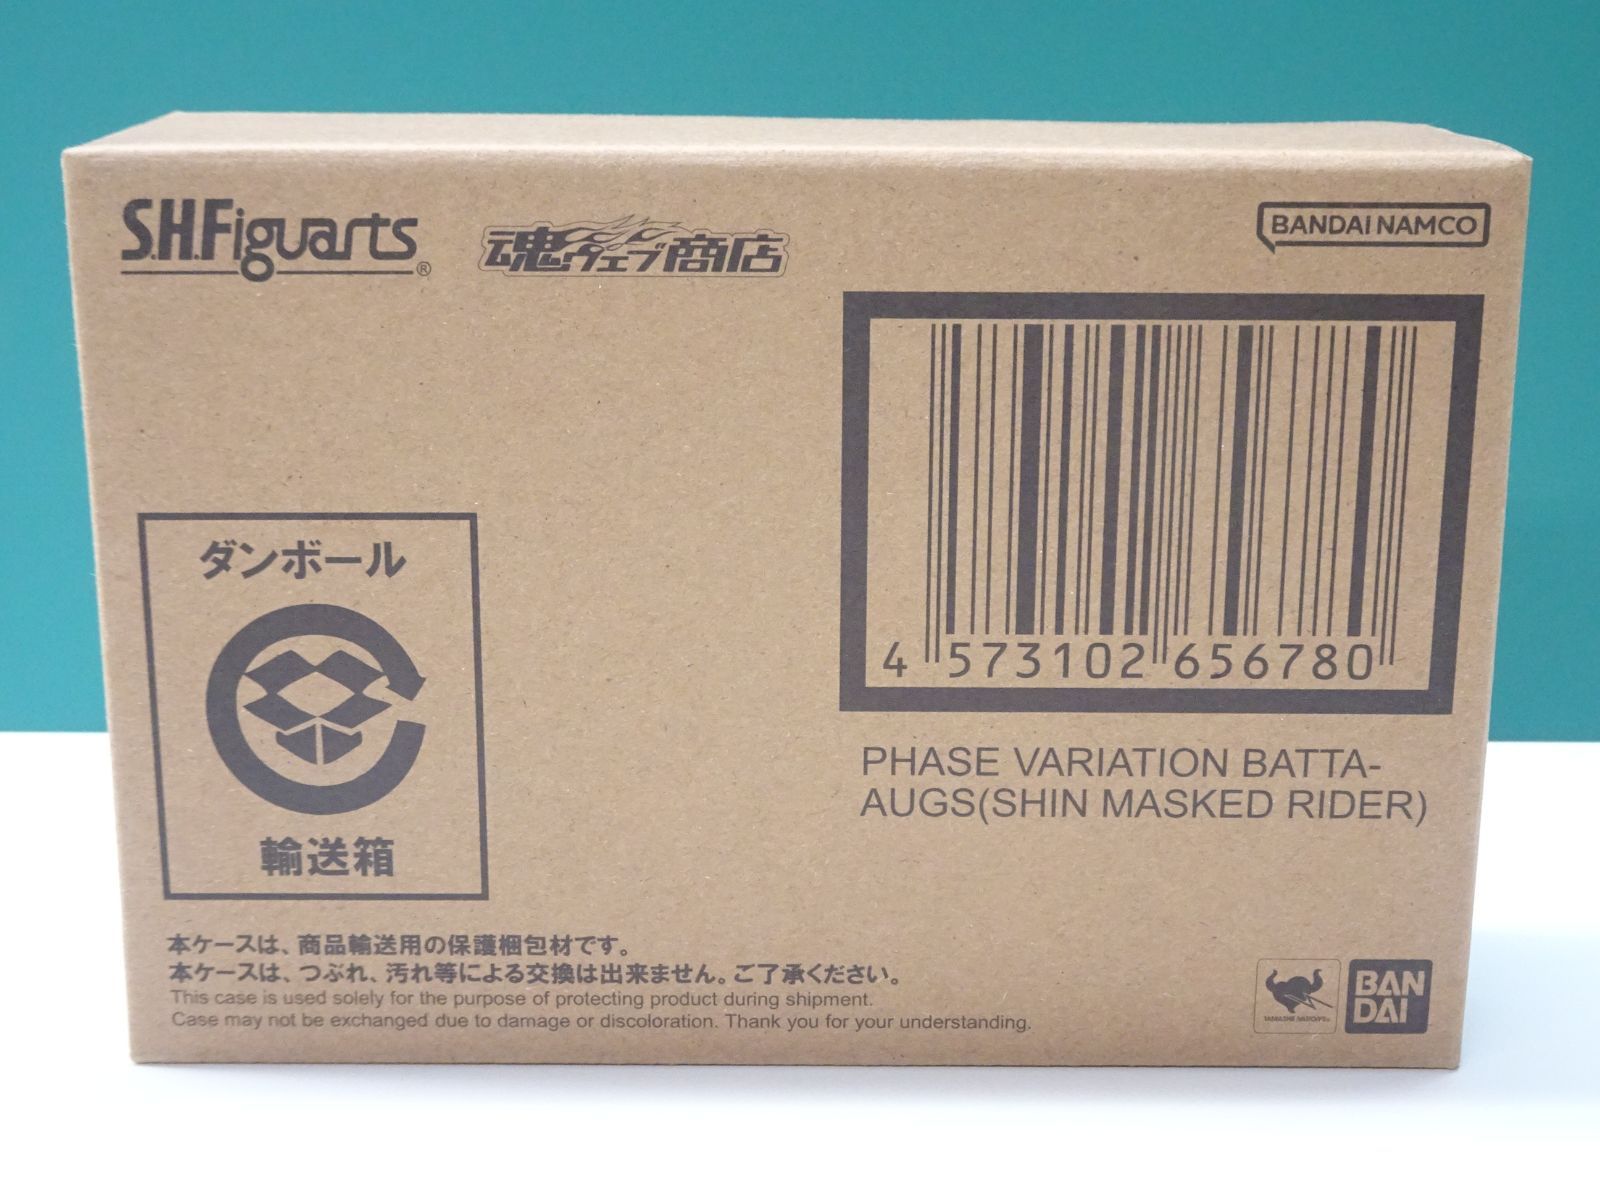 S.H.Figuarts®
魂ウェブ商店
BANDAI NAMCO
4 573102 656780
PHASE VARIATION BATTA-
AUGS(SHIN MASKED RIDER)
ダンボール
輸送箱
本ケースは、商品輸送用の保護梱包材です。
本ケースは、つぶれ、汚れ等による交換は出来ません。ご了承ください。
This case is used solely for the purpose of protecting product during shipment.
Case may not be exchanged due to damage or discoloration. Thank you for your understanding.
TAMASHII NATIONS
BAN
DAI